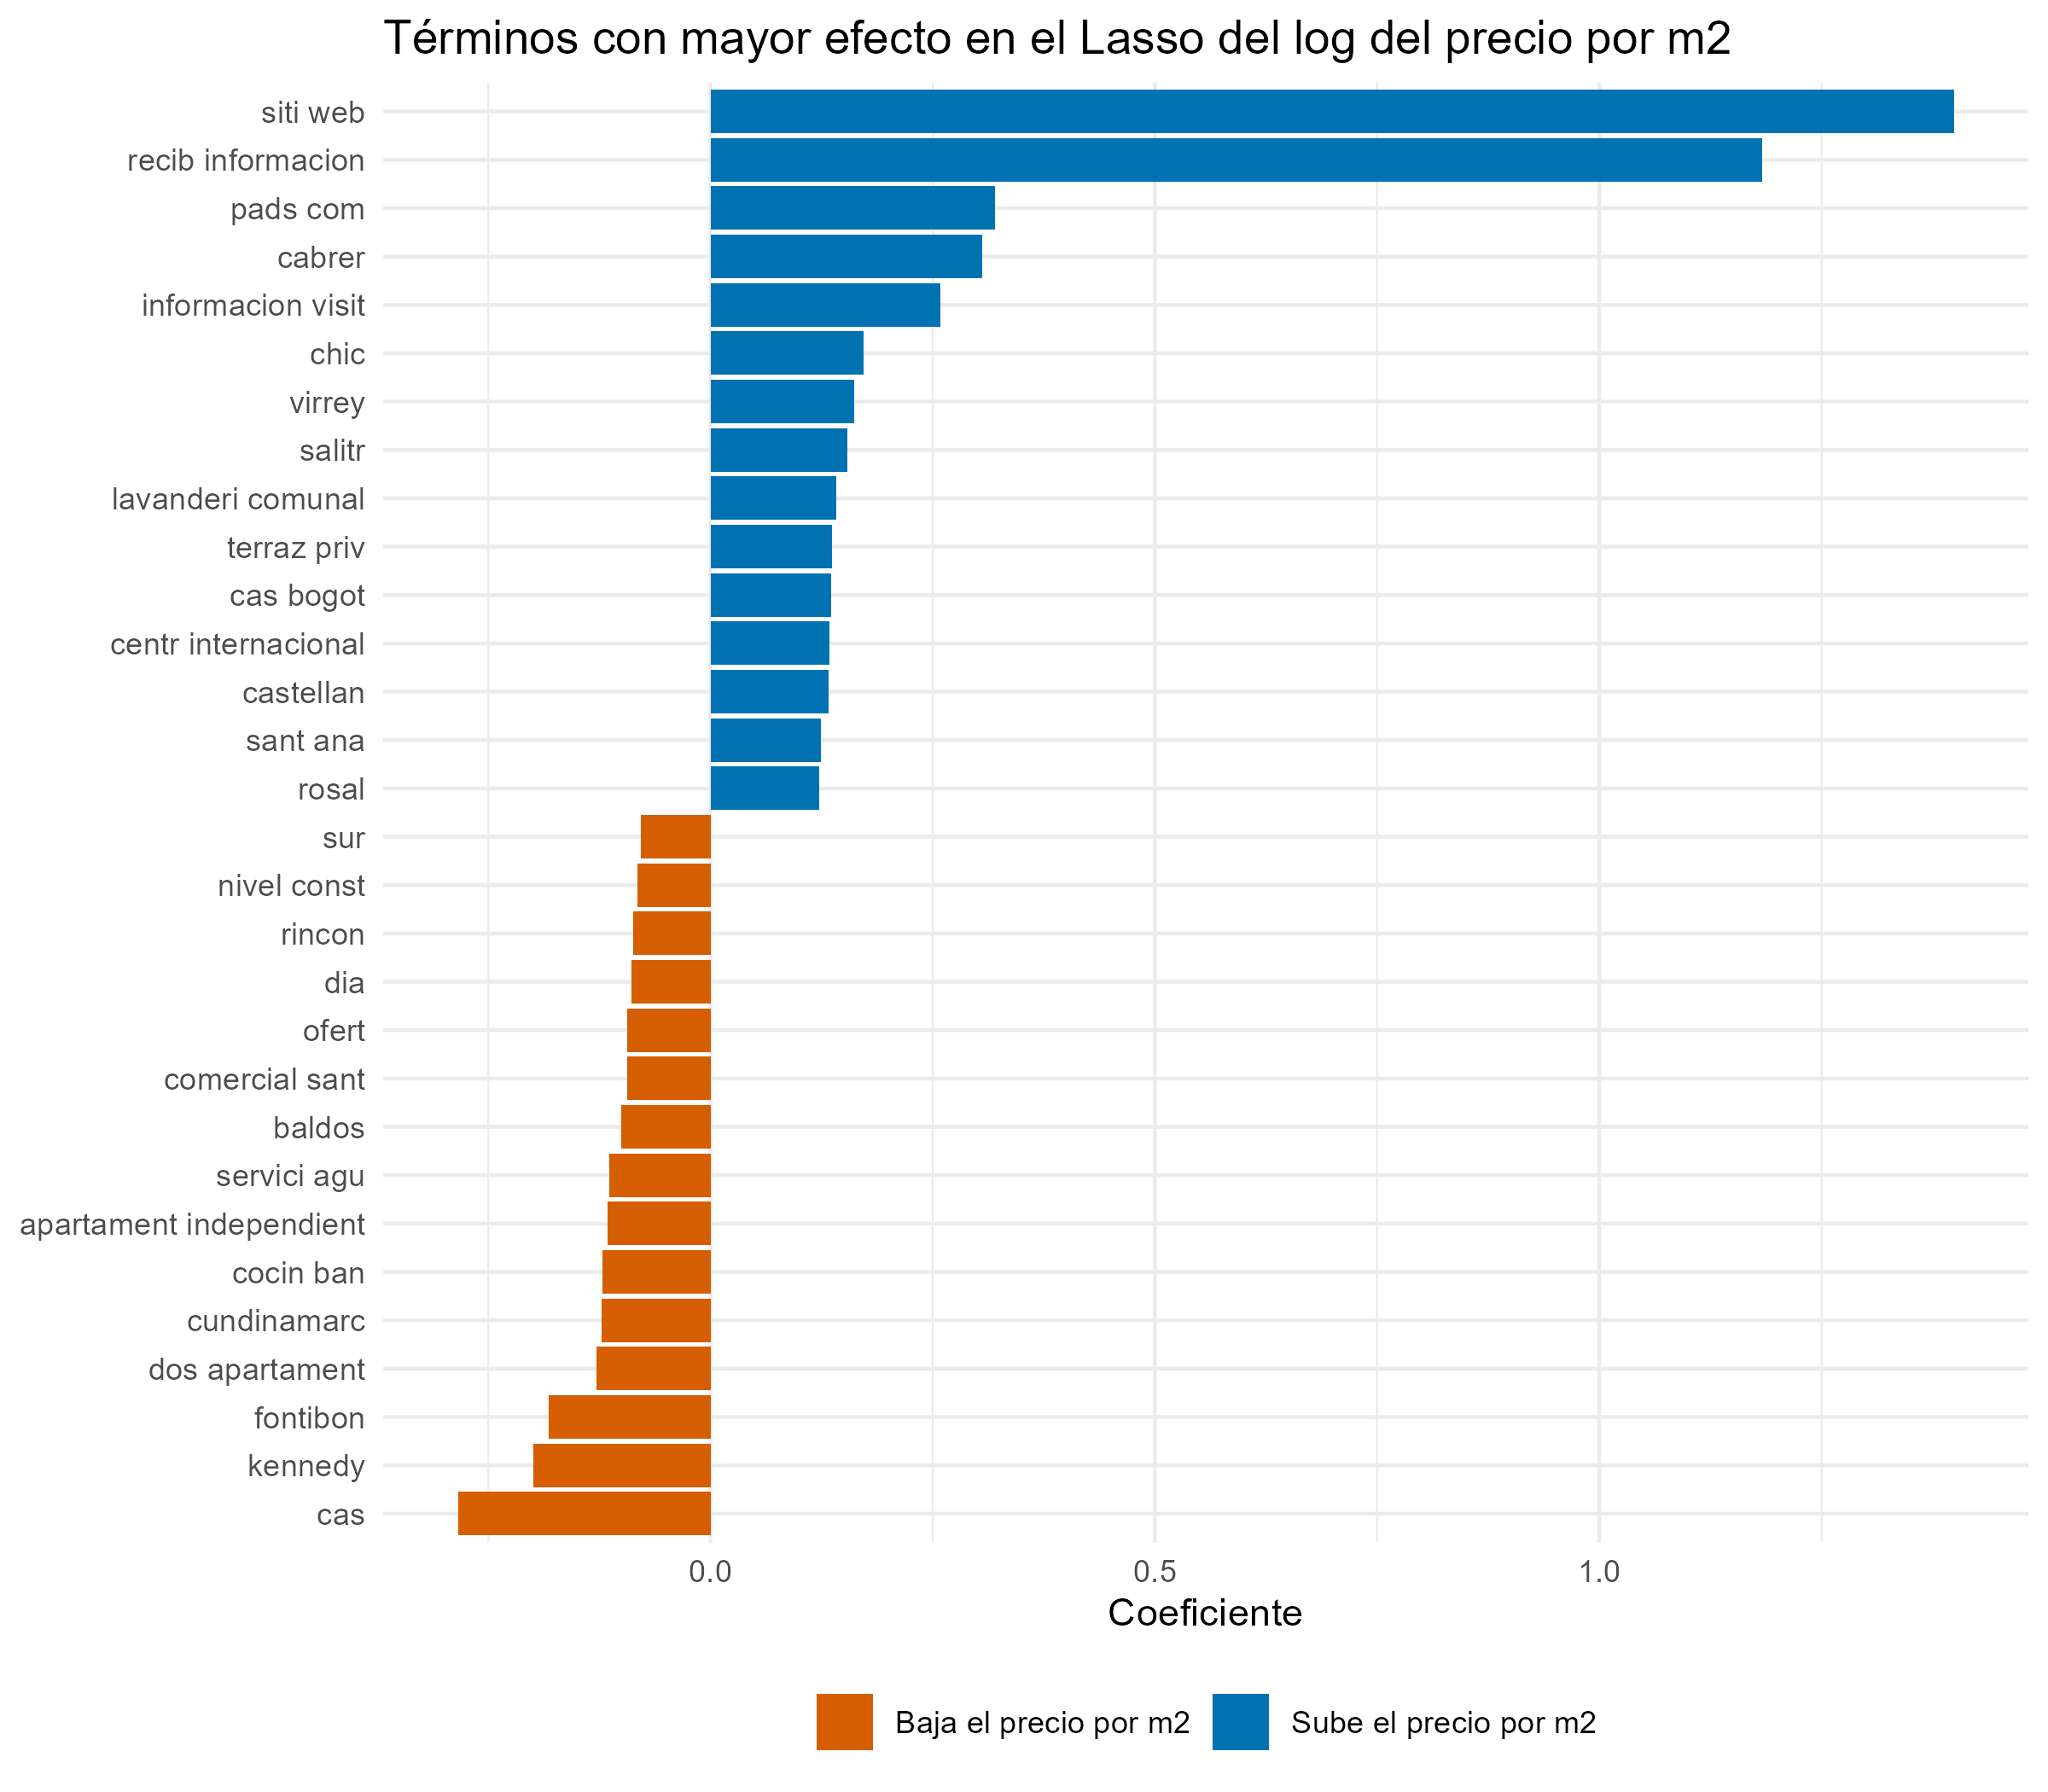 Términos con mayor efecto en el Lasso del log del precio por m2
siti web
recib informacion
pads com
cabrer
informacion visit
chic
virrey
salitr
lavanderi comunal
terraz priv
cas bogot
centr internacional
castellan
sant ana
rosal
sur
nivel const
rincon
dia
ofert
comercial sant
baldos
servici agu
apartament independient
cocin ban
cundinamarc
dos apartament
fontibon
kennedy
cas
0.0 0.5 1.0
Coeficiente
Baja el precio por m2 Sube el precio por m2